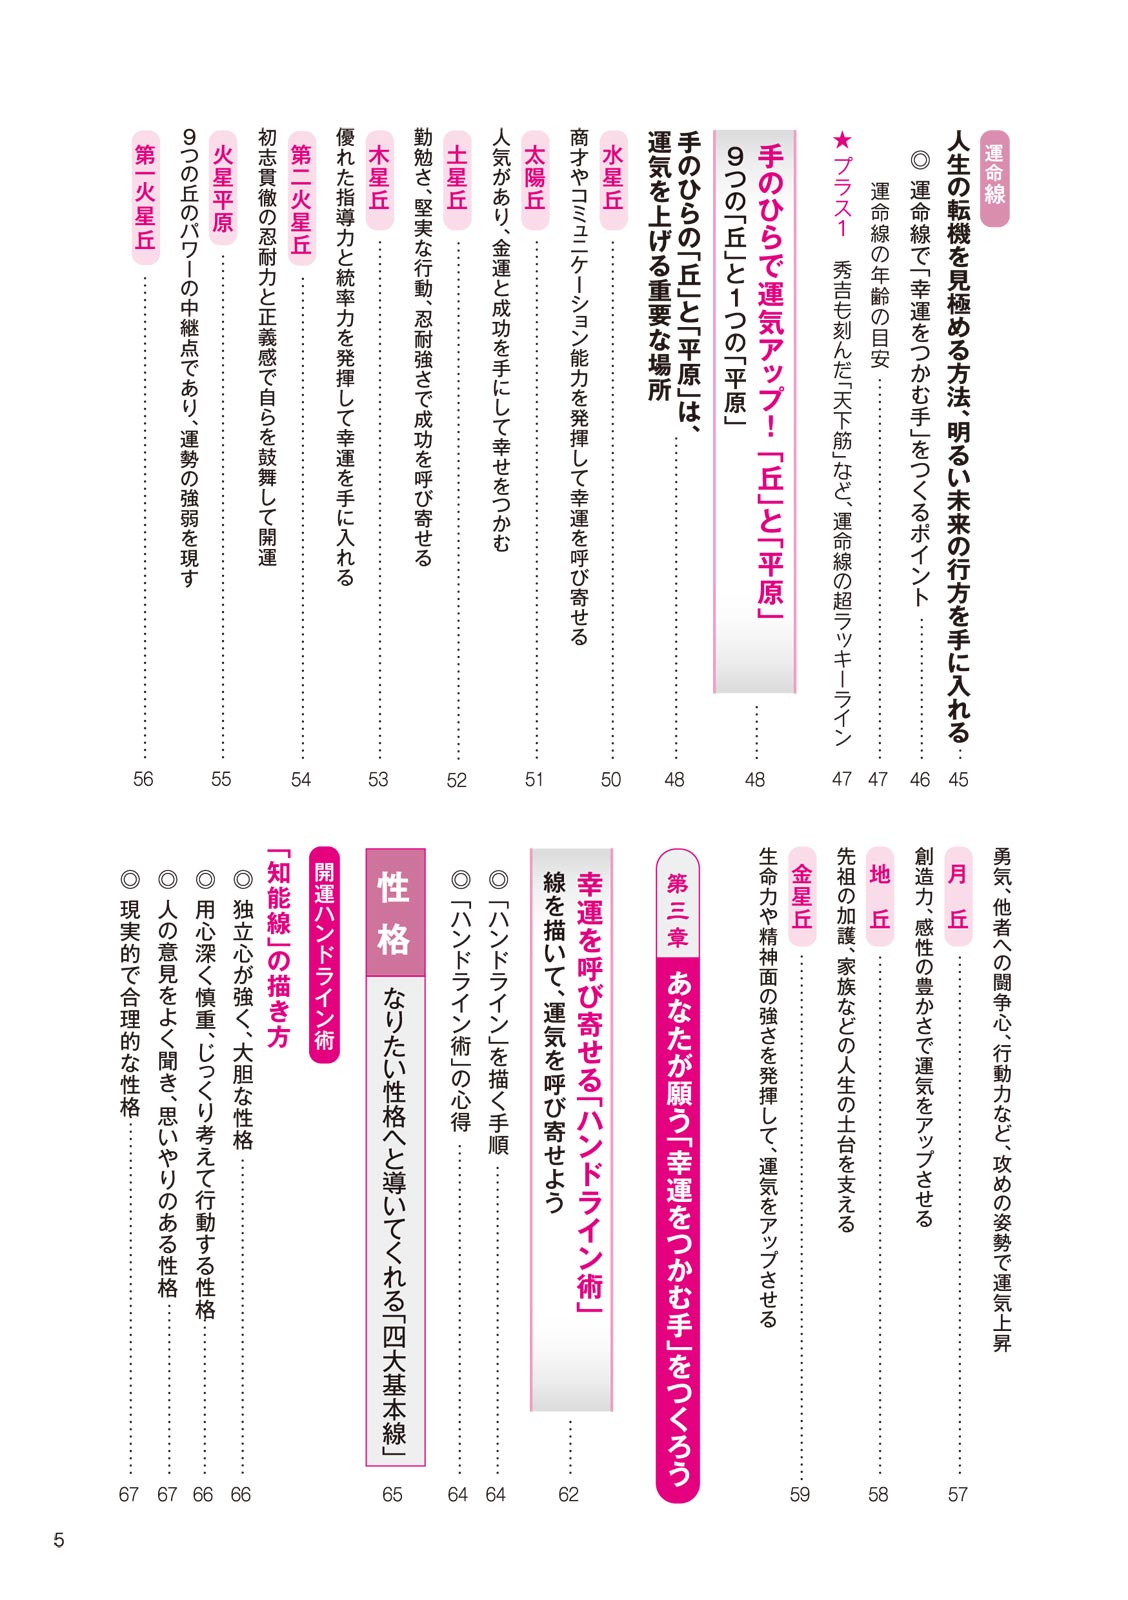 運命線
人生の転機を見極める方法、明るい未来の行方を手に入れる…45
◎ 運命線で「幸運をつかむ手」をつくるポイント…46
運命線の年齢の目安…47
★ プラス1 秀吉も刻んだ「天下筋」など、運命線の超ラッキーライン 47
手のひらで運気アップ！「丘」と「平原」
9つの「丘」と1つの「平原」…48
手のひらの「丘」と「平原」は、
運気を上げる重要な場所…48
水星丘…50
商才やコミュニケーション能力を発揮して幸運を呼び寄せる
太陽丘…51
人気があり、金運と成功を手にして幸せをつかむ
土星丘…52
勤勉さ、堅実な行動、忍耐強さで成功を呼び寄せる
木星丘…53
優れた指導力と統率力を発揮して幸運を手に入れる
第二火星丘…54
初志貫徹の忍耐力と正義感で自らを鼓舞して開運
火星平原…55
9つの丘のパワーの中継点であり、運勢の強弱を現す
第一火星丘…56
勇気、他者への闘争心、行動力など、攻めの姿勢で運気上昇
月丘…57
創造力、感性の豊かさで運気をアップさせる
地丘…58
先祖の加護、家族などの人生の土台を支える
金星丘…59
生命力や精神面の強さを発揮して、運気をアップさせる
第三章 あなたが願う「幸運をつかむ手」をつくろう
幸運を呼び寄せる「ハンドライン術」
線を描いて、運気を呼び寄せよう…62
◎ 「ハンドライン」を描く手順…64
◎ 「ハンドライン術」の心得…64
性格 なりたい性格へと導いてくれる「四大基本線」 65
開運ハンドライン術
「知能線」の描き方
◎ 独立心が強く、大胆な性格…66
◎ 用心深く慎重、じっくり考えて行動する性格…66
◎ 人の意見をよく聞き、思いやりのある性格…67
◎ 現実的で合理的な性格…67
5